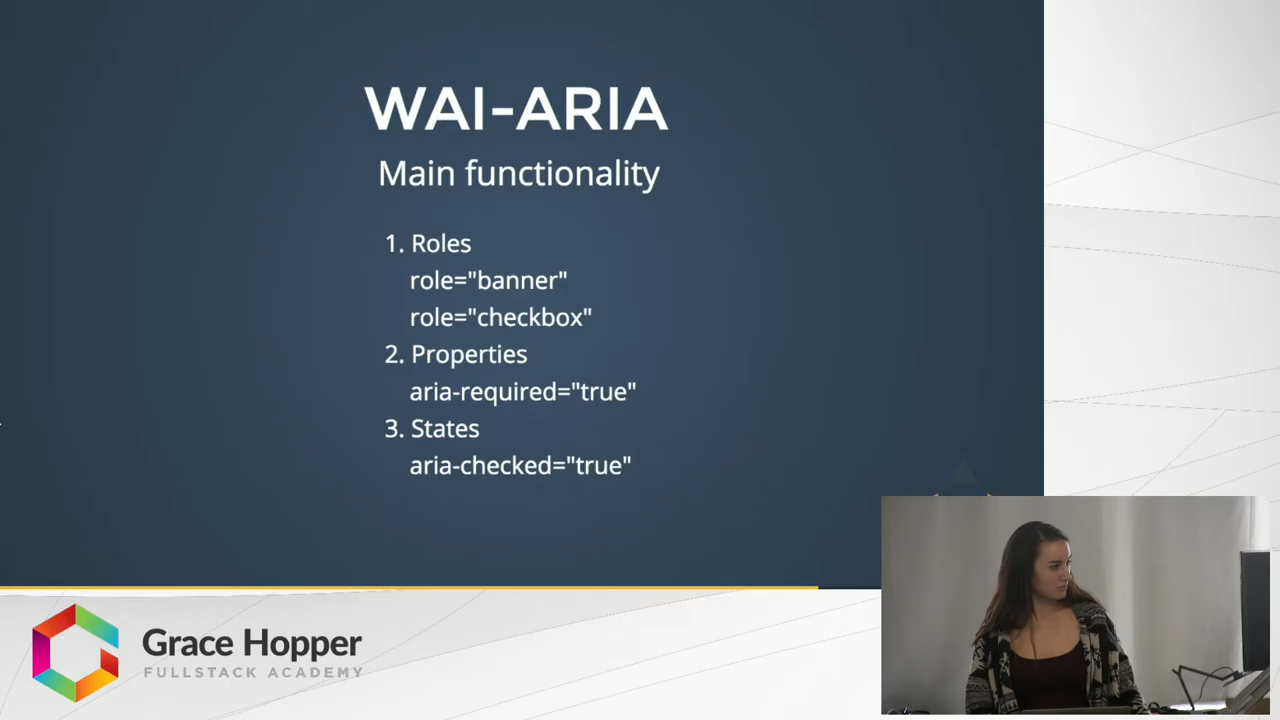 WAI-ARIA
Main functionality
1. Roles
role="banner"
role="checkbox"
2. Properties
aria-required="true"
3. States
aria-checked="true"
Grace Hopper
FULLSTACK ACADEMY